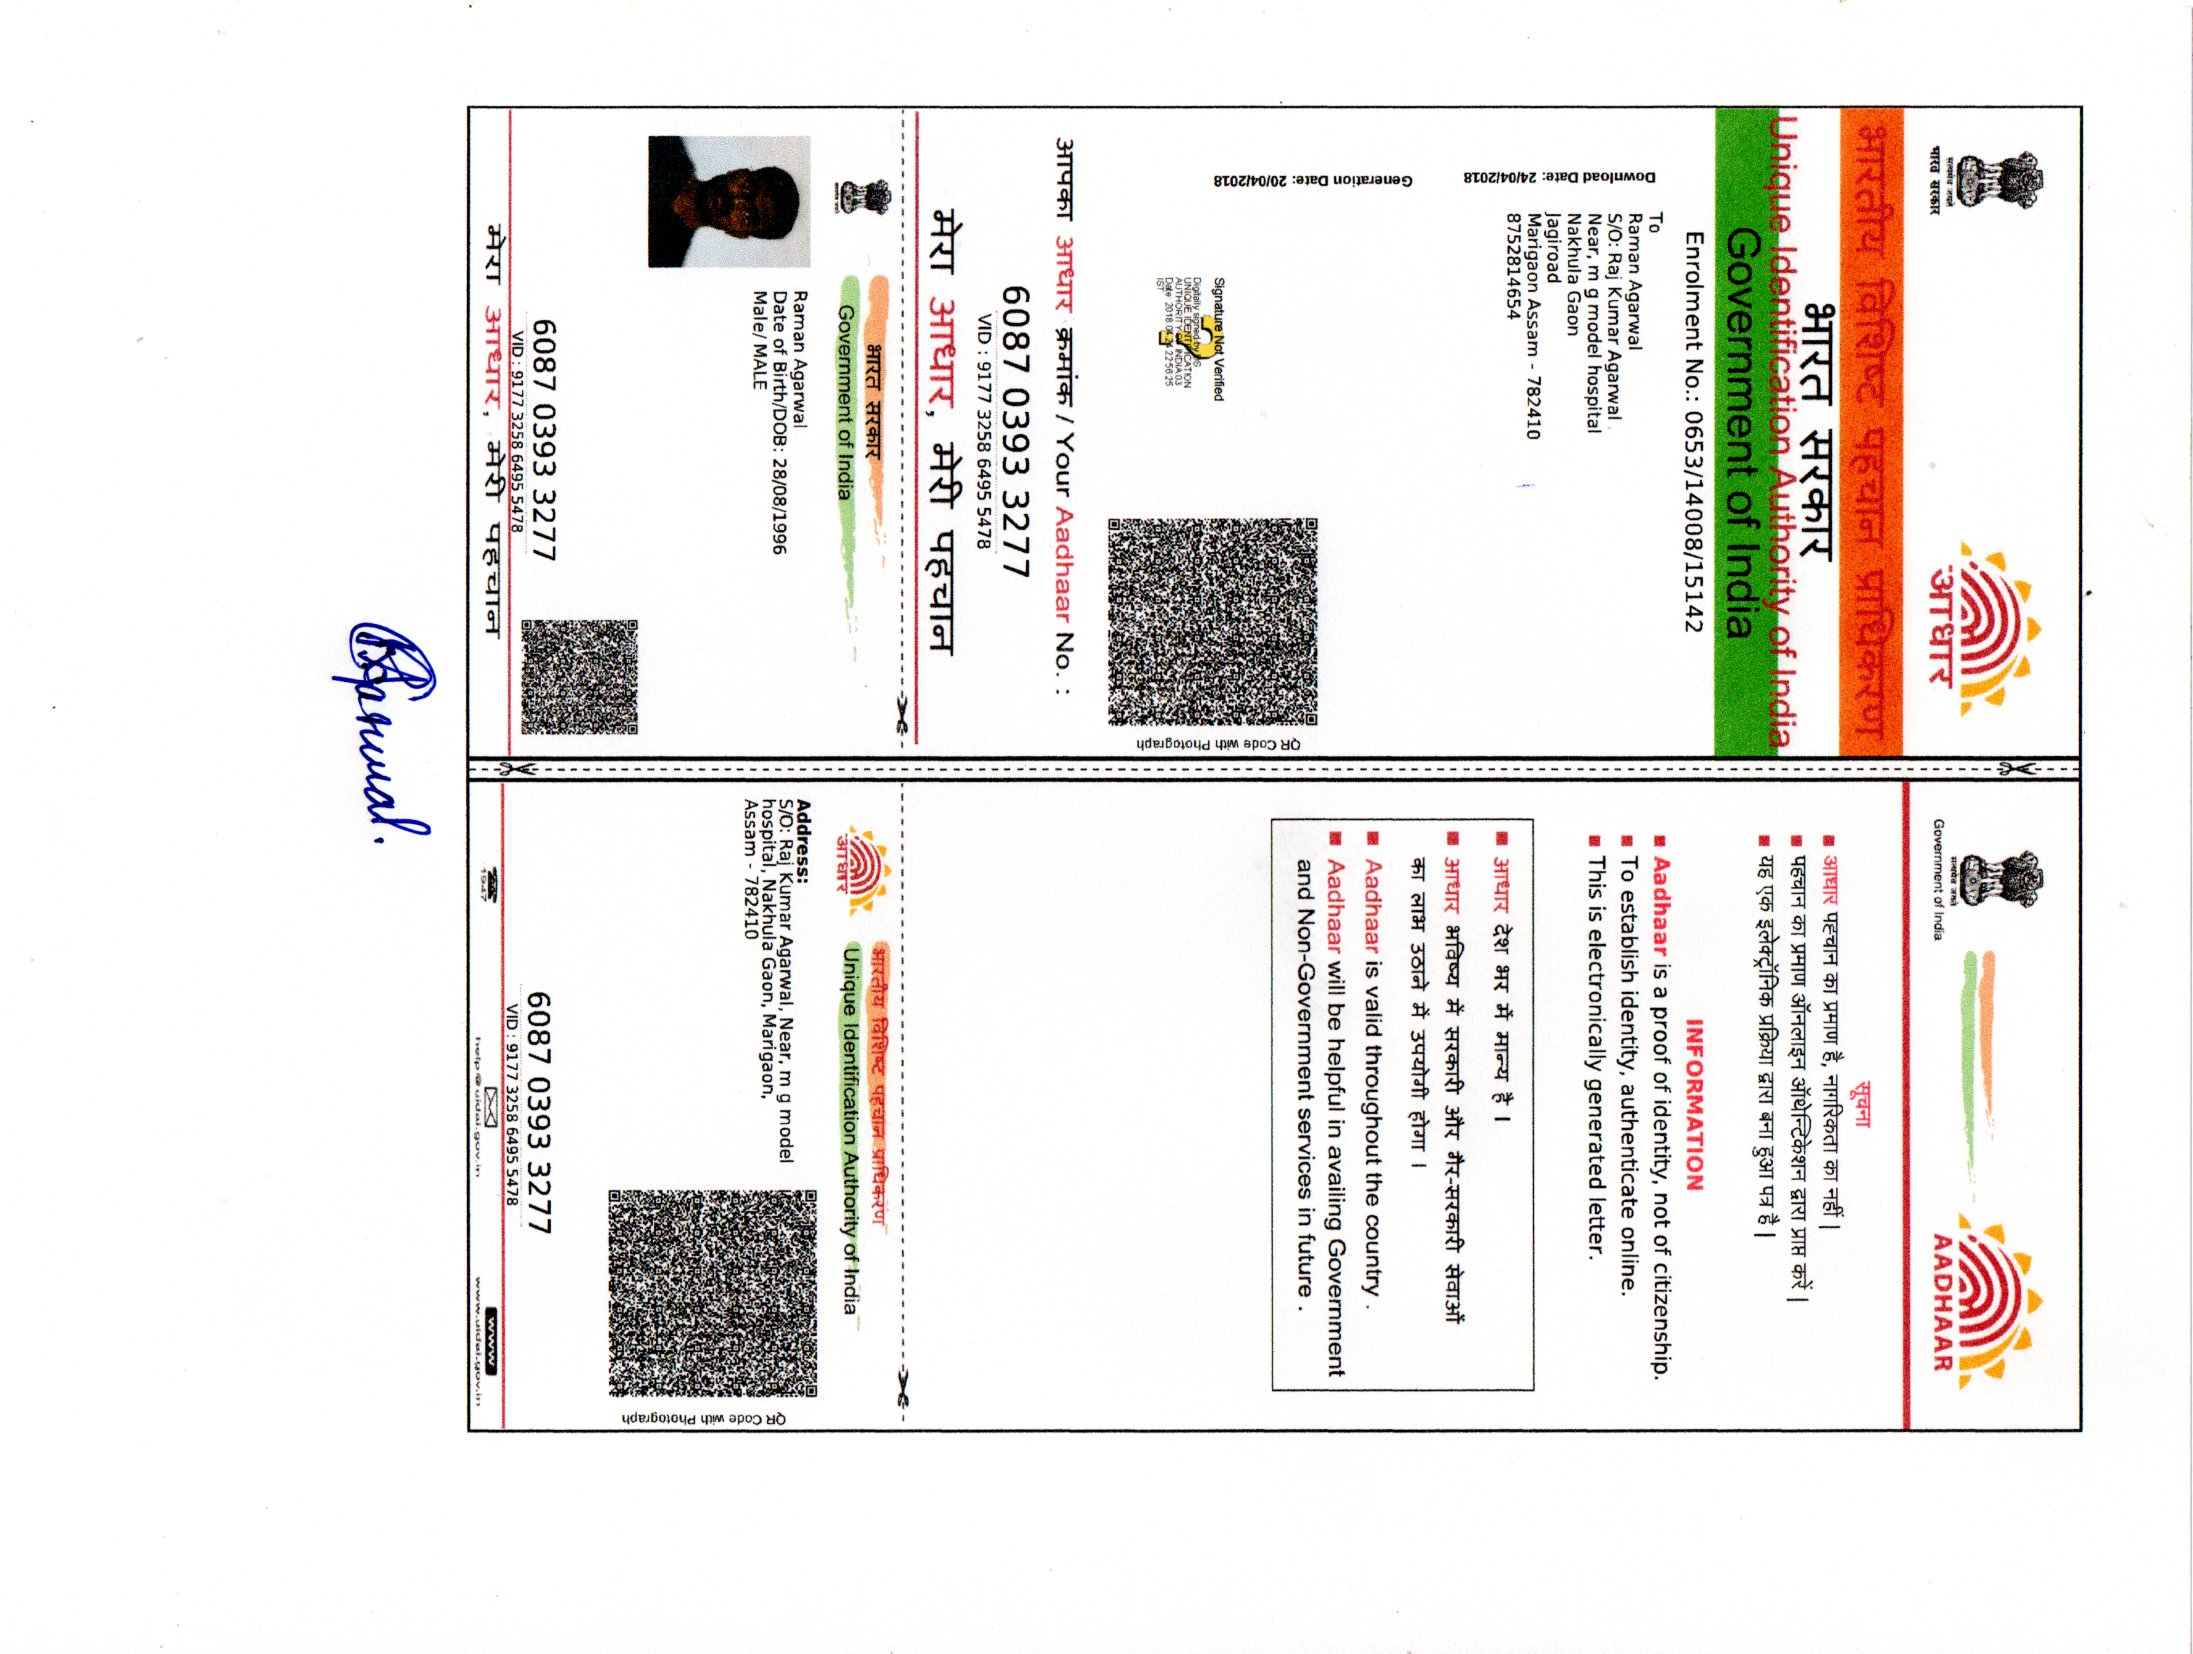 सत्यमेव जयते
भारत सरकार
आधार
भारतीय विशिष्ट पहचान प्राधिकरण
भारत सरकार
Unique Identification Authority of India
Government of India
Enrolment No.: 0653/14008/15142
Download Date: 24/04/2018
Generation Date: 20/04/2018
To
Raman Agarwal
S/O: Raj Kumar Agarwal
Near, m g model hospital
Nakhula Gaon
Jagiroad
Marigaon Assam - 782410
8752814654
Signature Not Verified
Digitally signed by DS
UNIQUE IDENTIFICATION
AUTHORITY OF INDIA 03
Date: 2018.04.24 22:56:25
IST
QR Code with Photograph
आपका आधार क्रमांक / Your Aadhaar No. :
6087 0393 3277
VID : 9177 3258 6495 5478
मेरा आधार, मेरी पहचान
भारत सरकार
Government of India
Raman Agarwal
Date of Birth/DOB: 28/08/1996
Male/ MALE
6087 0393 3277
VID : 9177 3258 6495 5478
मेरा आधार, मेरी पहचान
सत्यमेव जयते
Government of India
AADHAAR
सूचना
आधार पह्चान का प्रमाण है, नागरिकता का नहीं |
पहचान का प्रमाण ऑनलाइन ऑथेन्टिकेशन द्वारा प्राप्त करें |
यह एक इलेक्ट्रॉनिक प्रक्रिया द्वारा बना हुआ पत्र है |
INFORMATION
Aadhaar is a proof of identity, not of citizenship.
To establish identity, authenticate online.
This is electronically generated letter.
आधार देश भर में मान्य है ।
आधार भविष्य में सरकारी और गैर-सरकारी सेवाओं
का लाभ उठाने में उपयोगी होगा ।
Aadhaar is valid throughout the country .
Aadhaar will be helpful in availing Government
and Non-Government services in future .
आधार
भारतीय विशिष्ट पहचान प्राधिकरण
Unique Identification Authority of India
Address:
S/O: Raj Kumar Agarwal, Near, m g model
hospital, Nakhula Gaon, Marigaon,
Assam - 782410
QR Code with Photograph
6087 0393 3277
VID : 9177 3258 6495 5478
1947
help@uidai.gov.in
www
www.uidai.gov.in